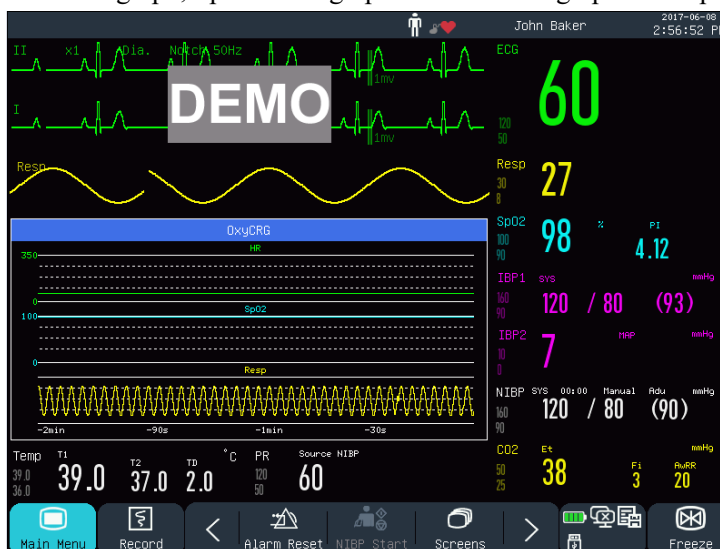 John Baker
2017-06-08
2:56:52
II x1 Dia. Notch 50Hz
1mv
DEMO
I
1mv
Resp
OxyCRG
HR
350
0
SpO2
100
0
Resp
-2min -90s -1min -30s
ECG
120
50
60
Resp
30
8
27
SpO2
100
90
98
%
PI
4.12
IBP1 SYS mmHg
160
90
120 / 80 (93)
IBP2 MAP mmHg
10
0
7
NIBP SYS 00:00 Manual Adu mmHg
160
90
120 / 80 (90)
Temp T1 T2 TD °C
39.0
36.0
39.0 37.0 2.0
PR Source NIBP
120
50
60
CO2 Et mmHg
50
25
38
Fi
3
AwRR
20
Main Menu Record Alarm Reset NIBP Start Screens Freeze